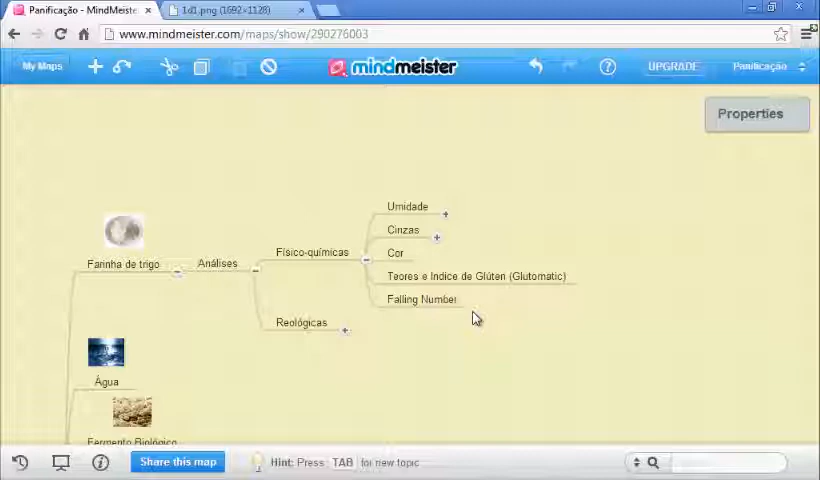 Panificação - MindMeiste
1d1.png (1692×1128)
www.mindmeister.com/maps/show/290276003
My Maps
mindmeister
UPGRADE
Panificação
Properties
Umidade
Cinzas
Físico-químicas
Cor
Farinha de trigo
Análises
Teores e Indice de Glúten (Glutomatic)
Falling Number
Reológicas
Água
Fermento Biológico
Share this map
Hint: Press TAB for new topic